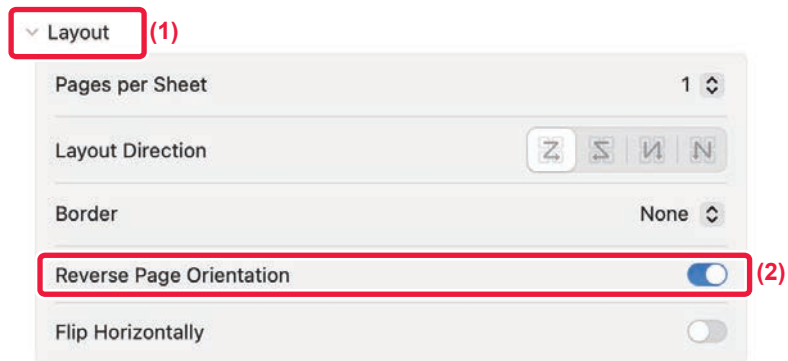 Layout (1)
Pages per Sheet 1
Layout Direction
Border None
Reverse Page Orientation (2)
Flip Horizontally